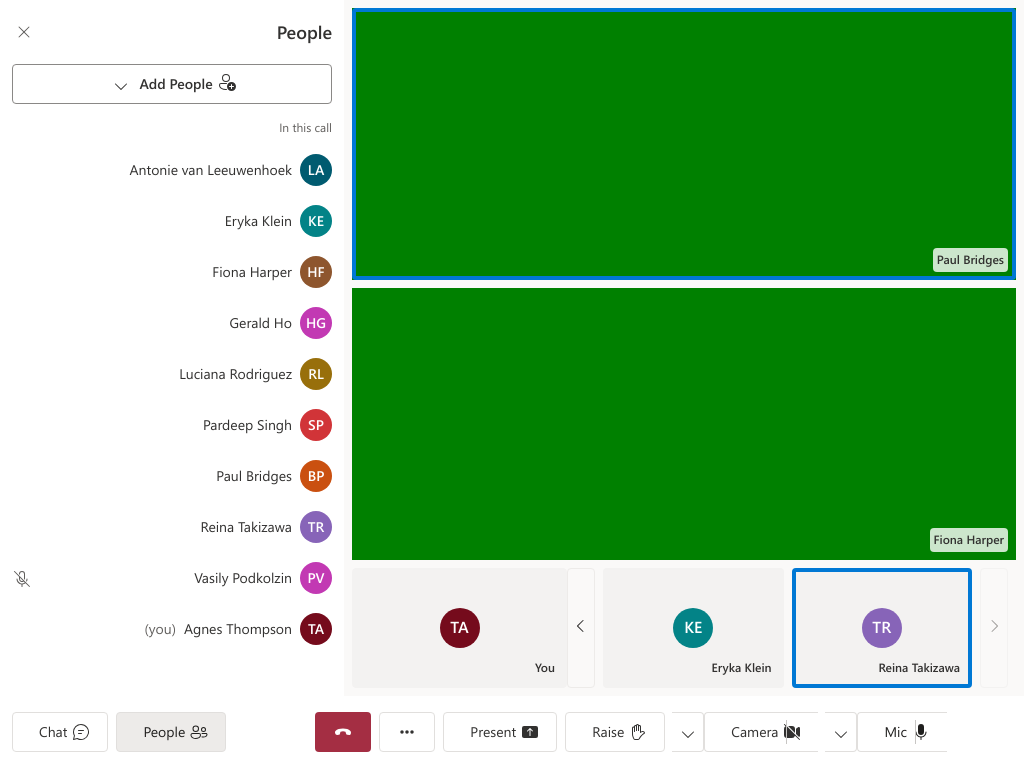 People
Add People
In this call
Antonie van Leeuwenhoek LA
Eryka Klein KE
Fiona Harper HF
Gerald Ho HG
Luciana Rodriguez RL
Pardeep Singh SP
Paul Bridges BP
Reina Takizawa TR
Vasily Podkolzin PV
(you) Agnes Thompson TA
Paul Bridges
Fiona Harper
TA
You
KE
Eryka Klein
TR
Reina Takizawa
Chat
People
Present
Raise
Camera
Mic